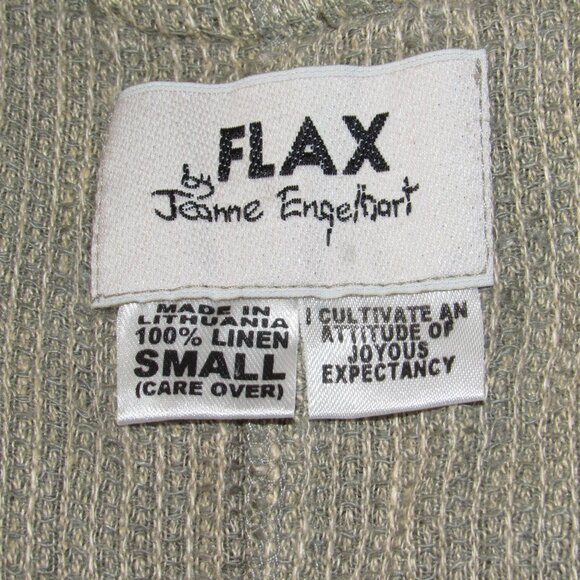 FLAX
by
Jeanne Engelhart
MADE IN
LITHUANIA
100% LINEN
SMALL
(CARE OVER)
I CULTIVATE AN
ATTITUDE OF
JOYOUS
EXPECTANCY